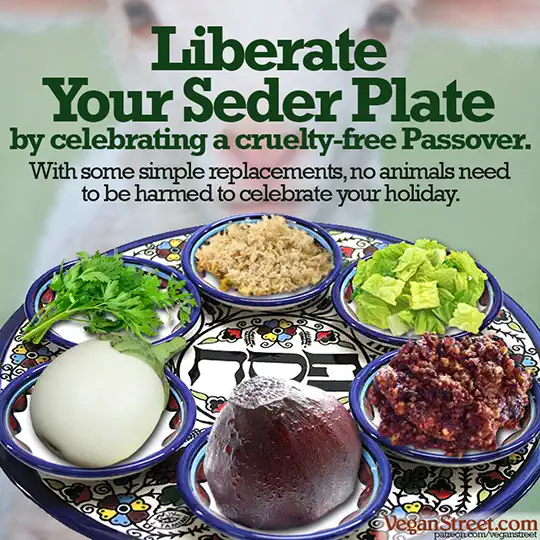 Liberate
Your Seder Plate
by celebrating a cruelty-free Passover.
With some simple replacements, no animals need
to be harmed to celebrate your holiday.
פסח
VeganStreet.com
patreon.com/veganstreet